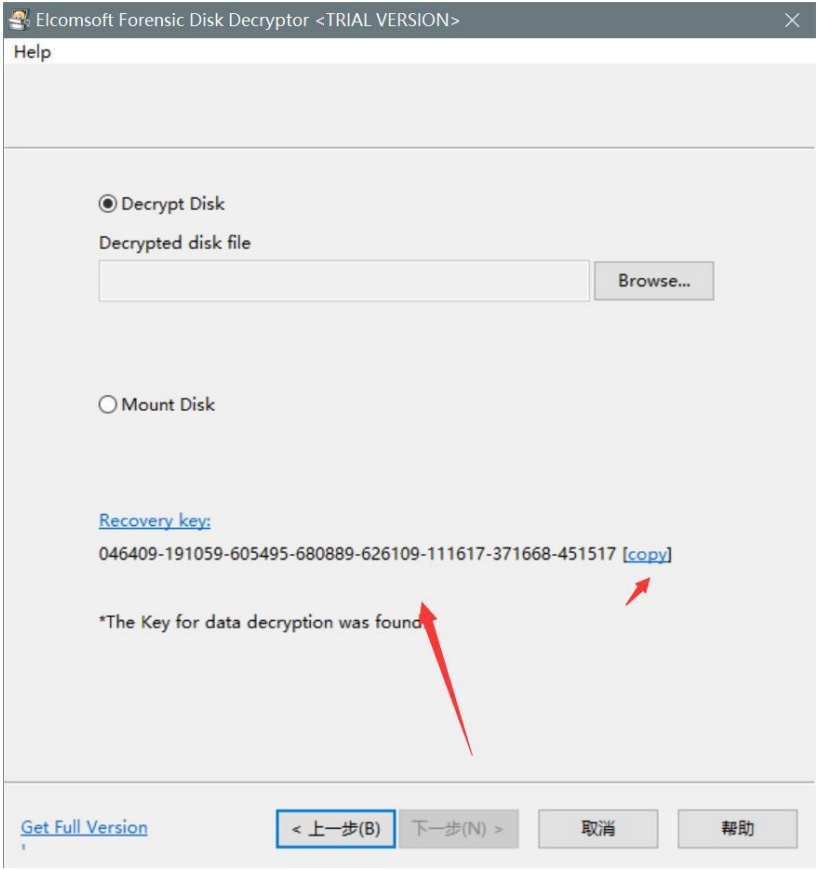 Elcomsoft Forensic Disk Decryptor <TRIAL VERSION>
Help
Decrypt Disk
Decrypted disk file
Browse...
Mount Disk
Recovery key:
046409-191059-605495-680889-626109-111617-371668-451517 [copy]
*The Key for data decryption was found.
Get Full Version
< 上一步(B)
下一步(N) >
取消
帮助